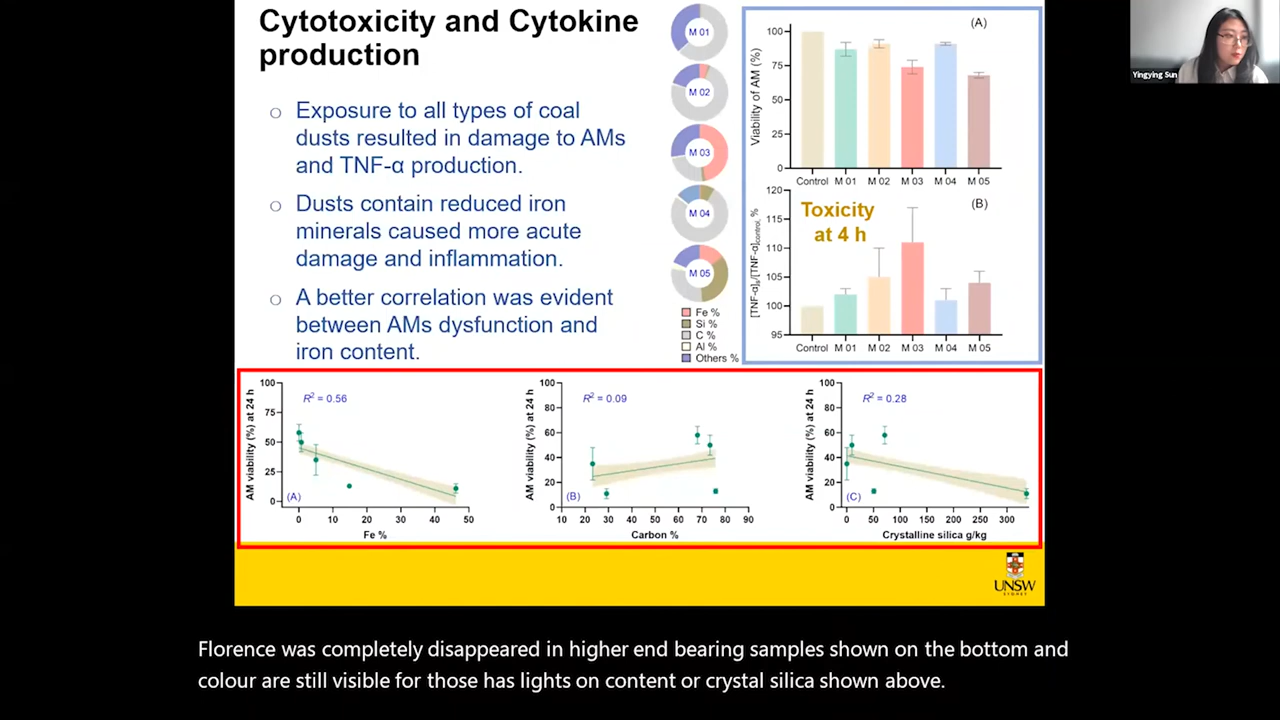 Cytotoxicity and Cytokine
production
○ Exposure to all types of coal
dusts resulted in damage to AMs
and TNF-α production.
○ Dusts contain reduced iron
minerals caused more acute
damage and inflammation.
○ A better correlation was evident
between AMs dysfunction and
iron content.
M 01
M 02
M 03
M 04
M 05
Fe %
Si %
C %
Al %
Others %
(A)
Viability of AM (%)
100
75
50
25
0
Control M 01 M 02 M 03 M 04 M 05
(B)
Toxicity
at 4 h
120
115
110
105
100
95
Control M 01 M 02 M 03 M 04 M 05
Yingying Sun
AM viability (%) at 24 h
100
75
50
25
0
R² = 0.56
(A)
0 10 20 30 40 50
Fe %
AM viability (%) at 24 h
100
80
60
40
20
0
R² = 0.09
(B)
10 20 30 40 50 60 70 80 90
Carbon %
AM viability (%) at 24 h
100
80
60
40
20
0
R² = 0.28
(C)
0 50 100 150 200 250 300
Crystalline silica g/kg
UNSW
SYDNEY
Florence was completely disappeared in higher end bearing samples shown on the bottom and
colour are still visible for those has lights on content or crystal silica shown above.